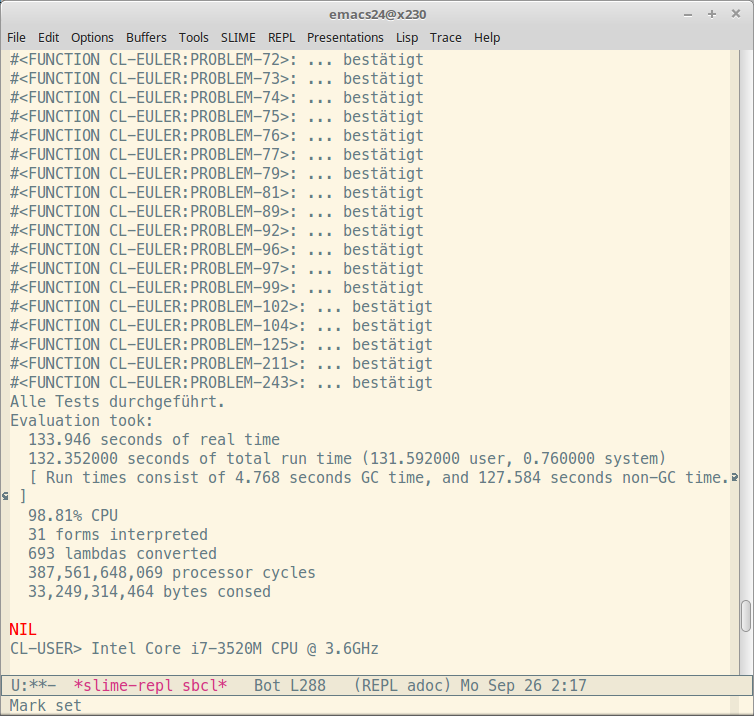 emacs24@x230
File Edit Options Buffers Tools SLIME REPL Presentations Lisp Trace Help
#<FUNCTION CL-EULER:PROBLEM-72>: ... bestätigt
#<FUNCTION CL-EULER:PROBLEM-73>: ... bestätigt
#<FUNCTION CL-EULER:PROBLEM-74>: ... bestätigt
#<FUNCTION CL-EULER:PROBLEM-75>: ... bestätigt
#<FUNCTION CL-EULER:PROBLEM-76>: ... bestätigt
#<FUNCTION CL-EULER:PROBLEM-77>: ... bestätigt
#<FUNCTION CL-EULER:PROBLEM-79>: ... bestätigt
#<FUNCTION CL-EULER:PROBLEM-81>: ... bestätigt
#<FUNCTION CL-EULER:PROBLEM-89>: ... bestätigt
#<FUNCTION CL-EULER:PROBLEM-92>: ... bestätigt
#<FUNCTION CL-EULER:PROBLEM-96>: ... bestätigt
#<FUNCTION CL-EULER:PROBLEM-97>: ... bestätigt
#<FUNCTION CL-EULER:PROBLEM-99>: ... bestätigt
#<FUNCTION CL-EULER:PROBLEM-102>: ... bestätigt
#<FUNCTION CL-EULER:PROBLEM-104>: ... bestätigt
#<FUNCTION CL-EULER:PROBLEM-125>: ... bestätigt
#<FUNCTION CL-EULER:PROBLEM-211>: ... bestätigt
#<FUNCTION CL-EULER:PROBLEM-243>: ... bestätigt
Alle Tests durchgeführt.
Evaluation took:
  133.946 seconds of real time
  132.352000 seconds of total run time (131.592000 user, 0.760000 system)
  [ Run times consist of 4.768 seconds GC time, and 127.584 seconds non-GC time.
 ]
  98.81% CPU
  31 forms interpreted
  693 lambdas converted
  387,561,648,069 processor cycles
  33,249,314,464 bytes consed
NIL
CL-USER> Intel Core i7-3520M CPU @ 3.6GHz
U:**-  *slime-repl sbcl*   Bot L288   (REPL adoc) Mo Sep 26 2:17
Mark set